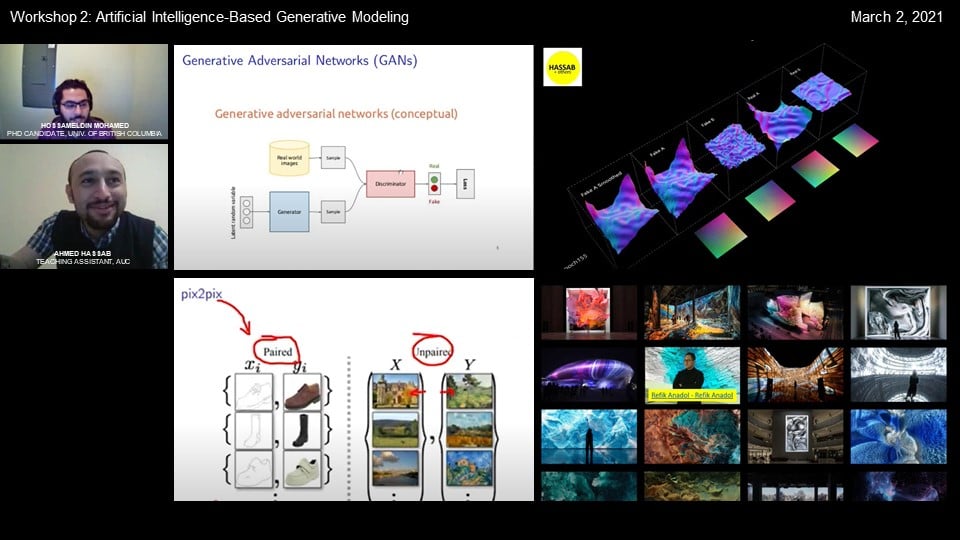 Workshop 2: Artificial Intelligence-Based Generative Modeling
March 2, 2021
HOSSAMELDIN MOHAMED
PHD CANDIDATE, UNIV. OF BRITISH COLUMBIA
AHMED HASSAB
TEACHING ASSISTANT, AUC
Generative Adversarial Networks (GANs)
Generative adversarial networks (conceptual)
Real world
images
Sample
Discriminator
Real
Fake
Loss
Latent random variable
Generator
Sample
HASSAB
+ others
Fake A Smoothed
Fake A
Fake B
Real A
Real B
pix2pix
Paired
Unpaired
xi
yi
X
Y
{
,
}
{
,
}
{
,
}
,
Refik Anadol - Refik Anadol